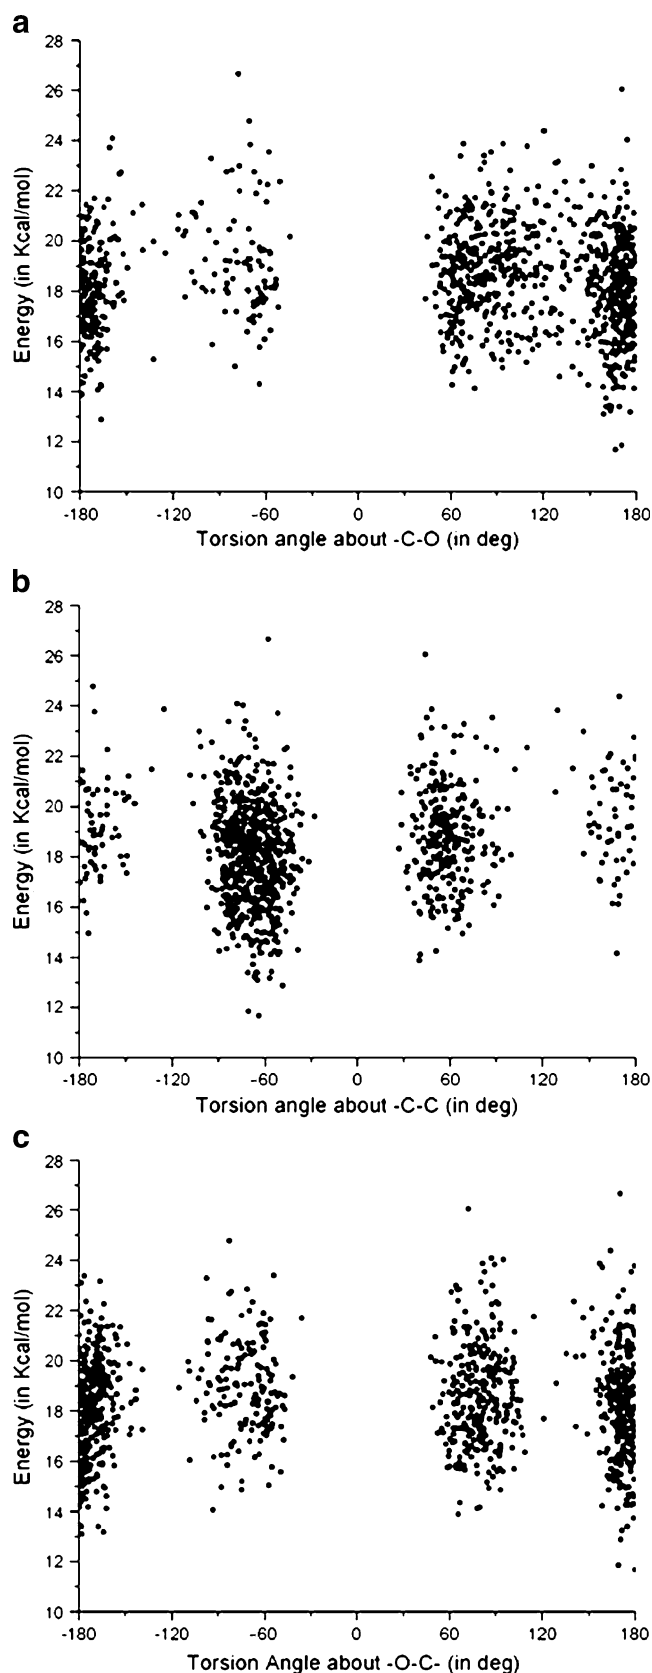 a
28
26
24
22
20
18
16
14
12
10
Energy (in Kcal/mol)
-180 -120 -60 0 60 120 180
Torsion angle about -C-O (in deg)
b
28
26
24
22
20
18
16
14
12
10
Energy (in Kcal/mol)
-180 -120 -60 0 60 120 180
Torsion angle about -C-C (in deg)
c
28
26
24
22
20
18
16
14
12
10
Energy (in Kcal/mol)
-180 -120 -60 0 60 120 180
Torsion Angle about -O-C- (in deg)